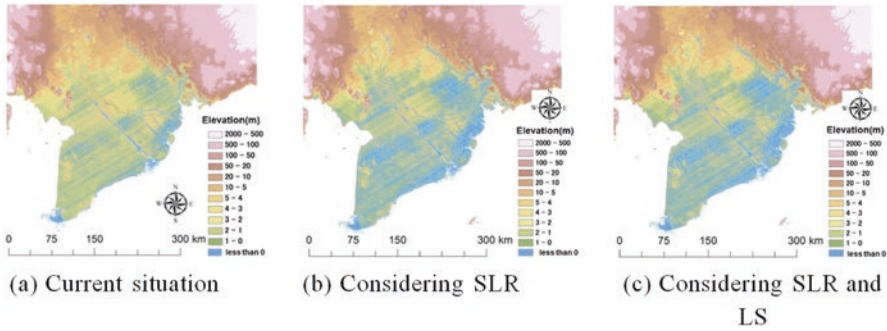 N
W E
S
Elevation(m)
2000 - 500
500 - 100
100 - 50
50 - 20
20 - 10
10 - 5
5 - 4
4 - 3
3 - 2
2 - 1
1 - 0
less than 0
0 75 150 300 km
(a) Current situation
N
W E
S
Elevation(m)
2000 - 500
500 - 100
100 - 50
50 - 20
20 - 10
10 - 5
5 - 4
4 - 3
3 - 2
2 - 1
1 - 0
less than 0
0 75 150 300 km
(b) Considering SLR
N
W E
S
Elevation(m)
2000 - 500
500 - 100
100 - 50
50 - 20
20 - 10
10 - 5
5 - 4
4 - 3
3 - 2
2 - 1
1 - 0
less than 0
0 75 150 300 km
(c) Considering SLR and
LS